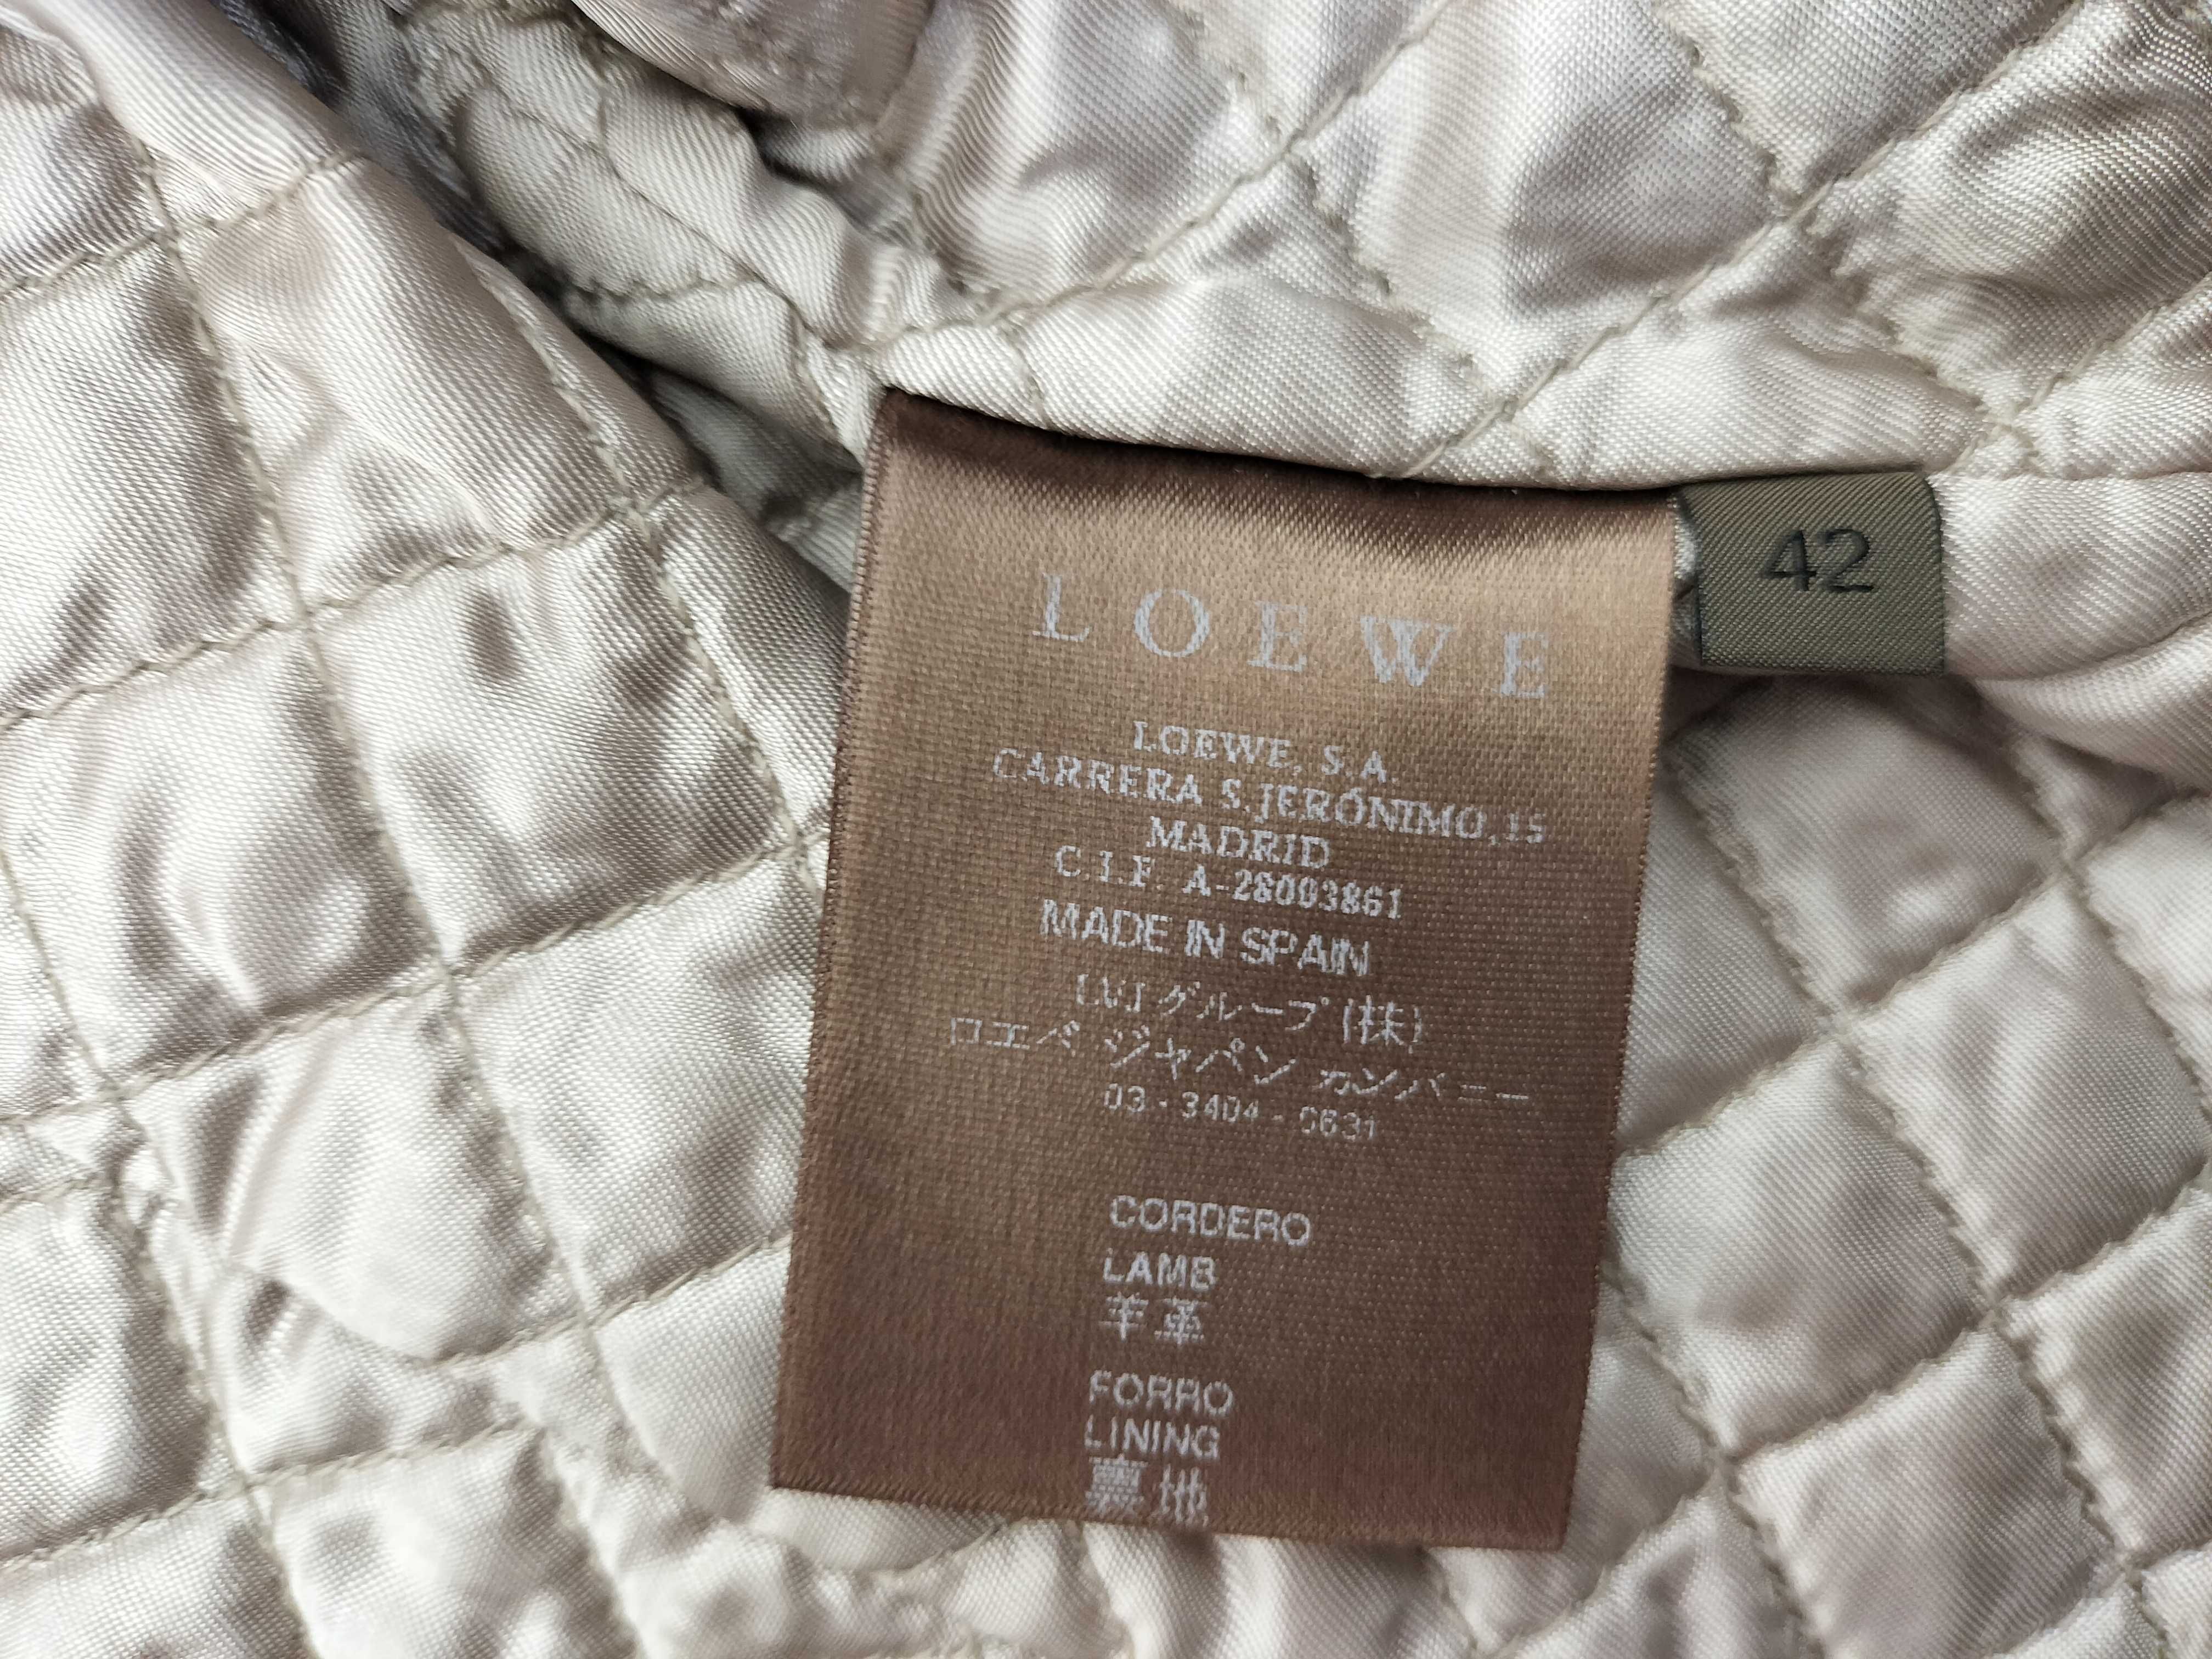 LOEWE
42
LOEWE, S.A.
CARRERA S.JERÓNIMO,15
MADRID
C.I.F. A-28003861
MADE IN SPAIN
LVJグループ(株)
ロエベ ジャパン カンパニー
03-3404-6631
CORDERO
LAMB
羊革
FORRO
LINING
裏地